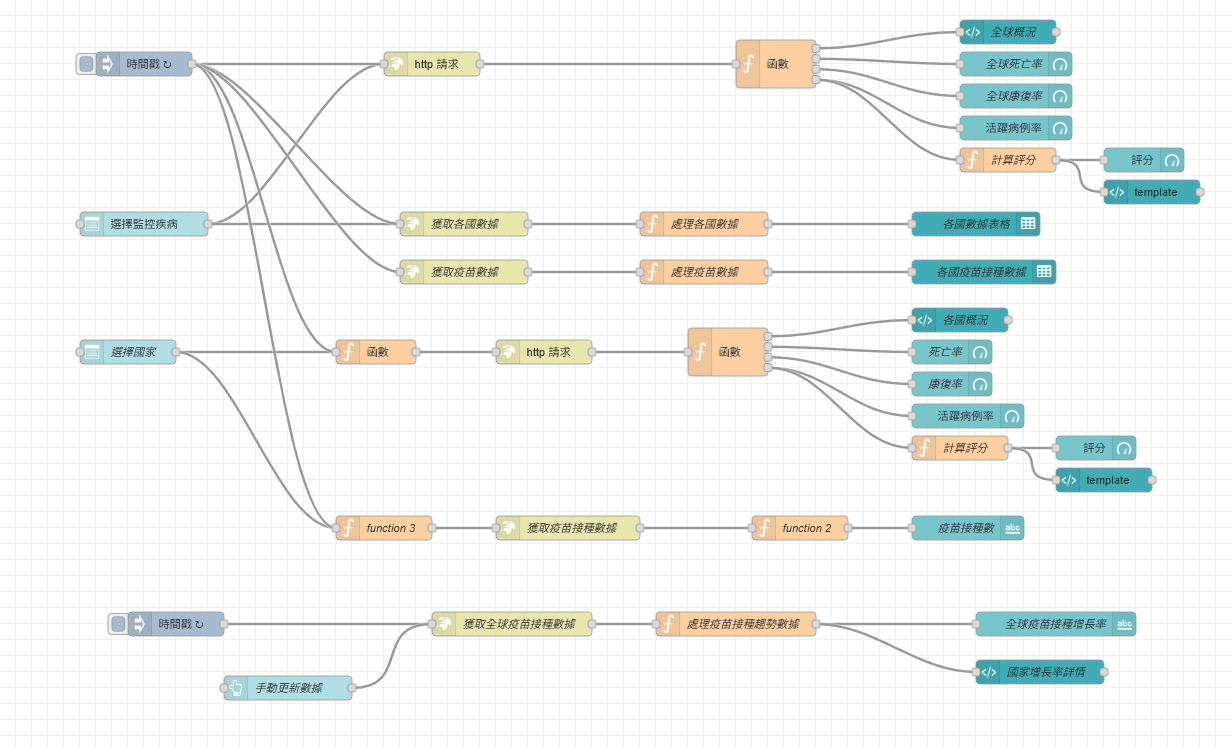 全球概況
時間戳 ↻
http 請求
函數
全球死亡率
全球康復率
活躍病例率
計算評分
評分
template
選擇監控疾病
獲取各國數據
處理各國數據
各國數據表格
獲取疫苗數據
處理疫苗數據
各國疫苗接種數據
各國概況
選擇國家
函數
http 請求
函數
死亡率
康復率
活躍病例率
計算評分
評分
template
function 3
獲取疫苗接種數據
function 2
疫苗接種數
abc
時間戳 ↻
獲取全球疫苗接種數據
處理疫苗接種趨勢數據
全球疫苗接種增長率
abc
國家增長率詳情
手動更新數據